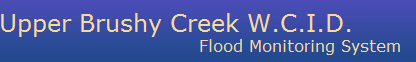 Upper Brushy Creek W.C.I.D.
Flood Monitoring System